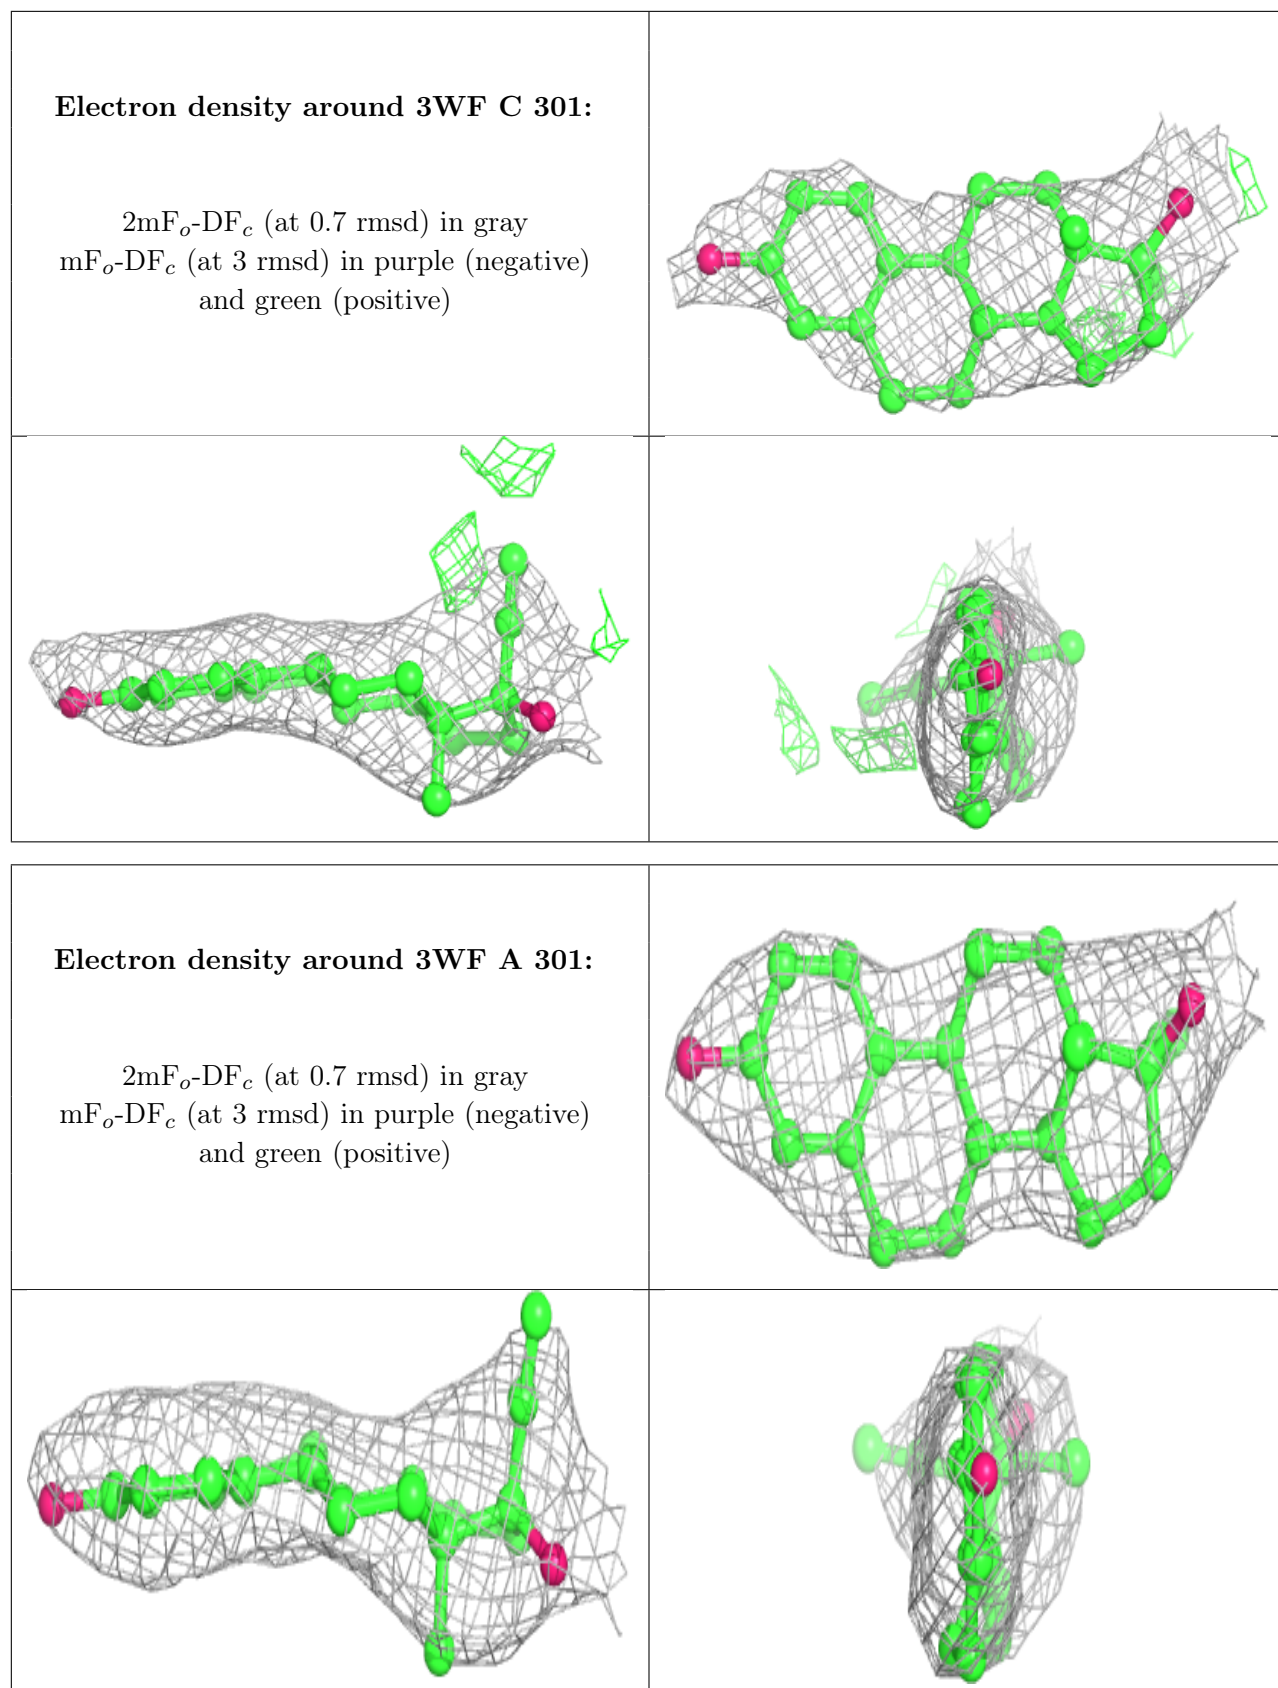 Electron density around 3WF C 301:
2mFo-DFc (at 0.7 rmsd) in gray
mFo-DFc (at 3 rmsd) in purple (negative)
and green (positive)
Electron density around 3WF A 301:
2mFo-DFc (at 0.7 rmsd) in gray
mFo-DFc (at 3 rmsd) in purple (negative)
and green (positive)